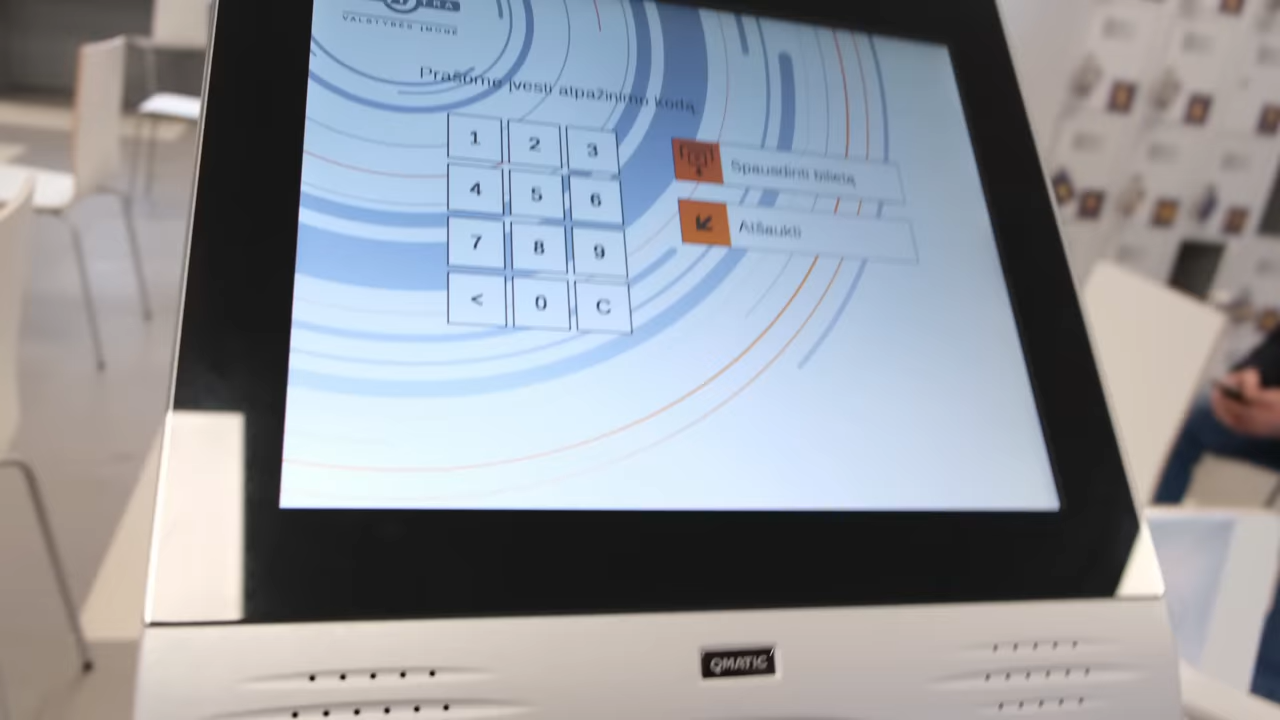 TRA
VALSTYBĖS ĮMONĖ
Prašome įvesti atpažinimo kodą
1 2 3
4 5 6
7 8 9
< 0 C
Spausdinti bilietą
Atšaukti
QMATIC